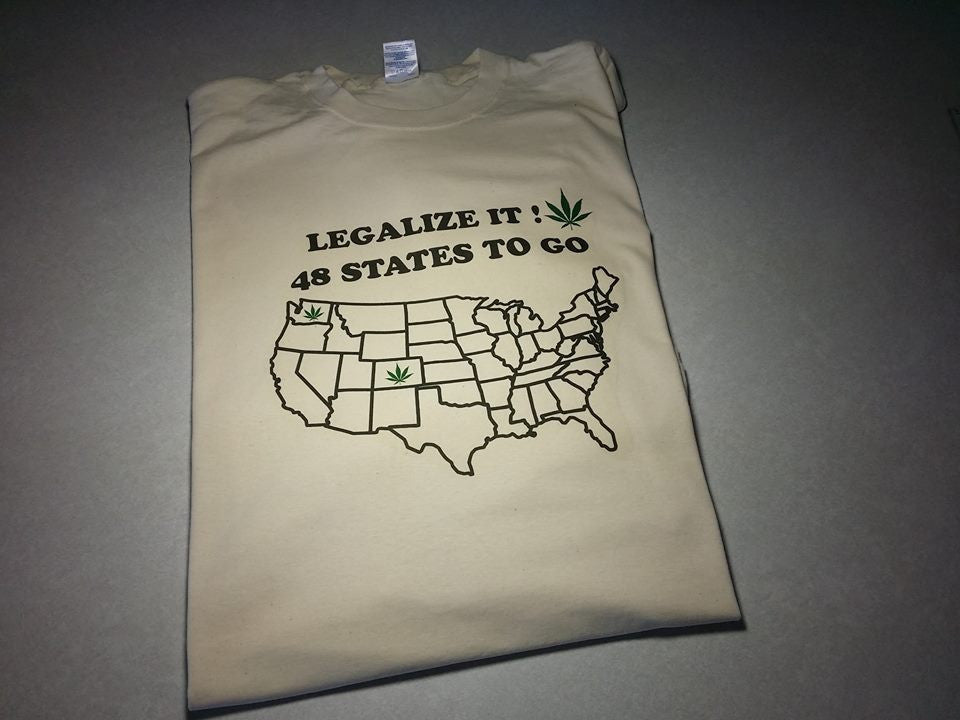 LEGALIZE IT !
48 STATES TO GO